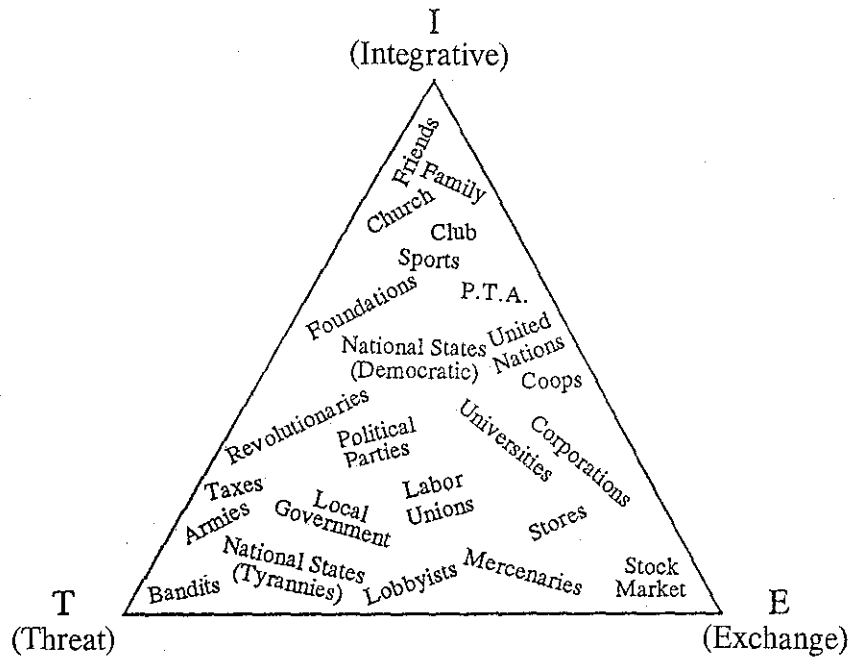 I
(Integrative)
Friends
Family
Church
Club
Sports
Foundations
P.T.A.
National States
(Democratic)
United
Nations
Coops
Revolutionaries
Political
Parties
Universities
Corporations
Taxes
Armies
Local
Government
Labor
Unions
Stores
National States
(Tyrannies)
Bandits
Lobbyists
Mercenaries
Stock
Market
T
(Threat)
E
(Exchange)